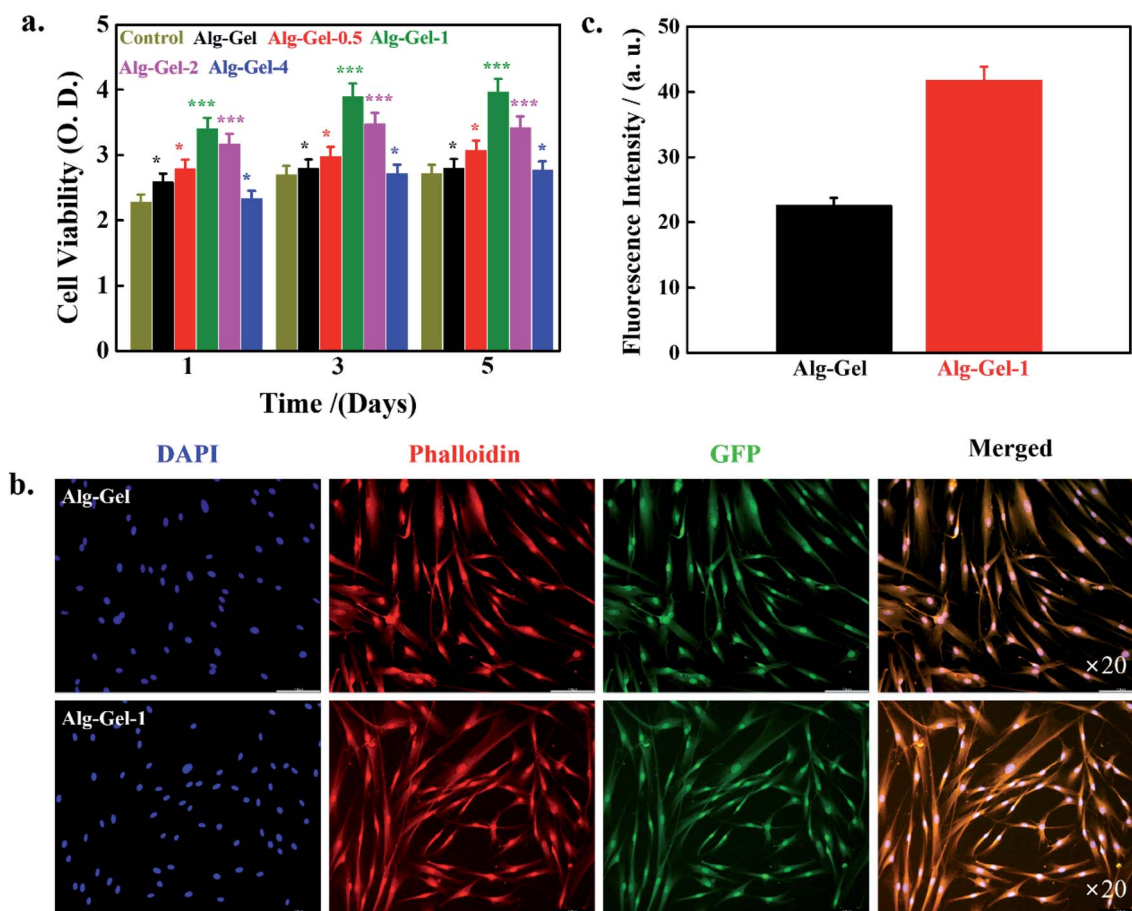 a.
Control Alg-Gel Alg-Gel-0.5 Alg-Gel-1
Alg-Gel-2 Alg-Gel-4
Cell Viability (O. D.)
5
4
3
2
1
0
*** *** ***
*** *** ***
* * * * * *
* * *
1 3 5
Time /(Days)
c.
Fluorescence Intensity / (a. u.)
50
40
30
20
10
0
Alg-Gel Alg-Gel-1
b.
DAPI Phalloidin GFP Merged
Alg-Gel
×20
Alg-Gel-1
×20